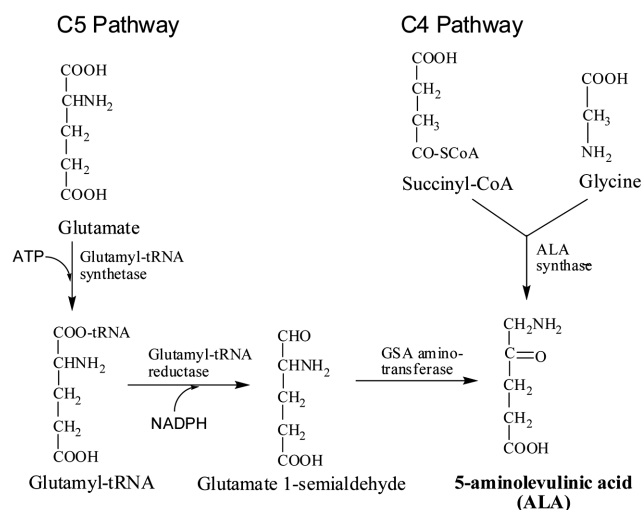 C5 Pathway
C4 Pathway
COOH
CHNH₂
CH₂
CH₂
COOH
Glutamate
COOH
CH₂
CH₃
CO-SCoA
Succinyl-CoA
COOH
CH₃
NH₂
Glycine
ATP
Glutamyl-tRNA
synthetase
ALA
synthase
COO-tRNA
CHNH₂
CH₂
CH₂
COOH
Glutamyl-tRNA
Glutamyl-tRNA
reductase
NADPH
CHO
CHNH₂
CH₂
CH₂
COOH
Glutamate 1-semialdehyde
GSA amino-
transferase
CH₂NH₂
C=O
CH₂
CH₂
COOH
5-aminolevulinic acid
(ALA)